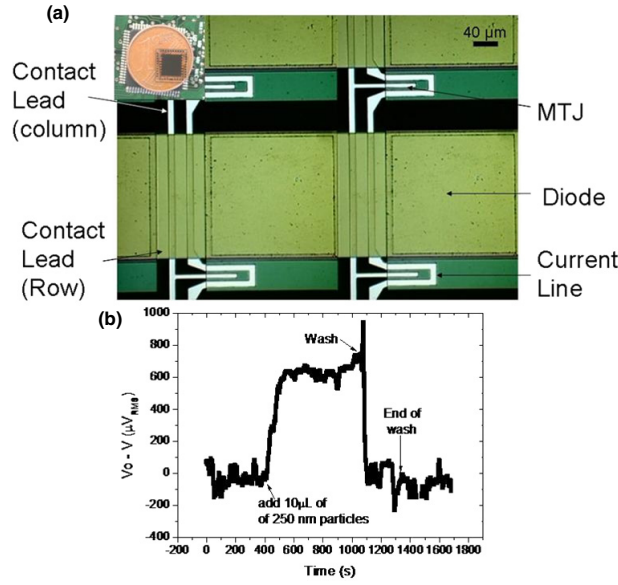 (a)
40 µm
Contact
Lead
(column)
MTJ
Diode
Contact
Lead
(Row)
Current
Line
(b)
Vo - V (µVRMS)
1000
800
600
400
200
0
-200
-400
Wash
End of
wash
add 10µL of
of 250 nm particles
-200 0 200 400 600 800 1000 1200 1400 1600 1800
Time (s)